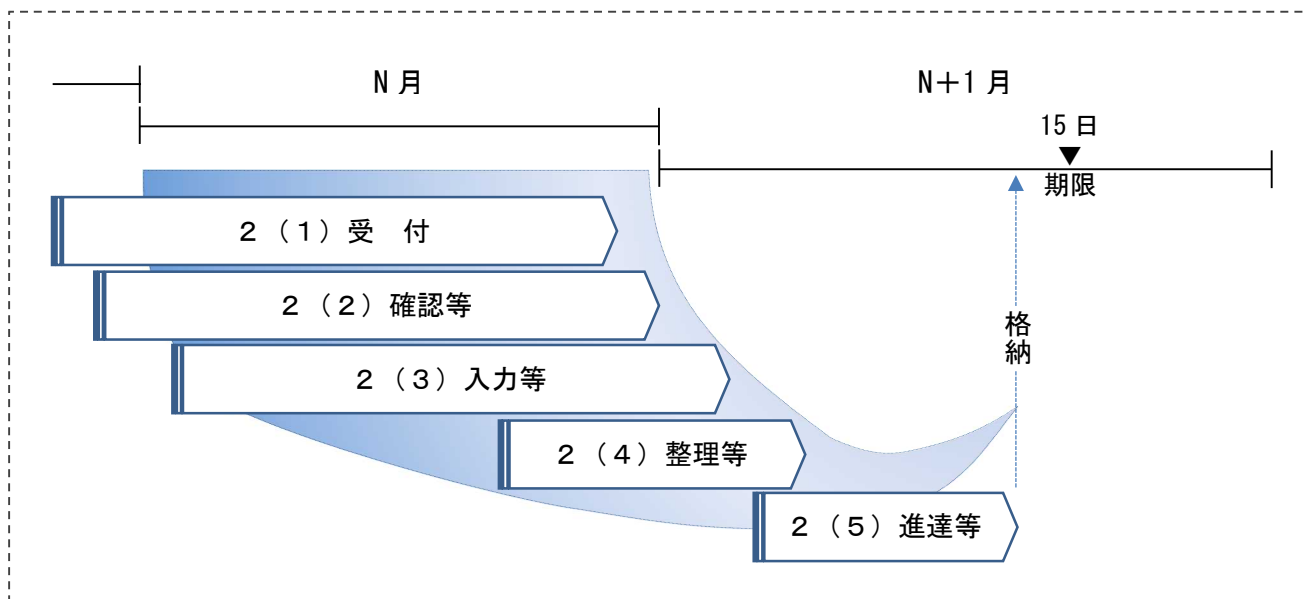 N月
N+1月
15日
▼
期限
2(1)受 付
2(2)確認等
2(3)入力等
格納
2(4)整理等
2(5)進達等